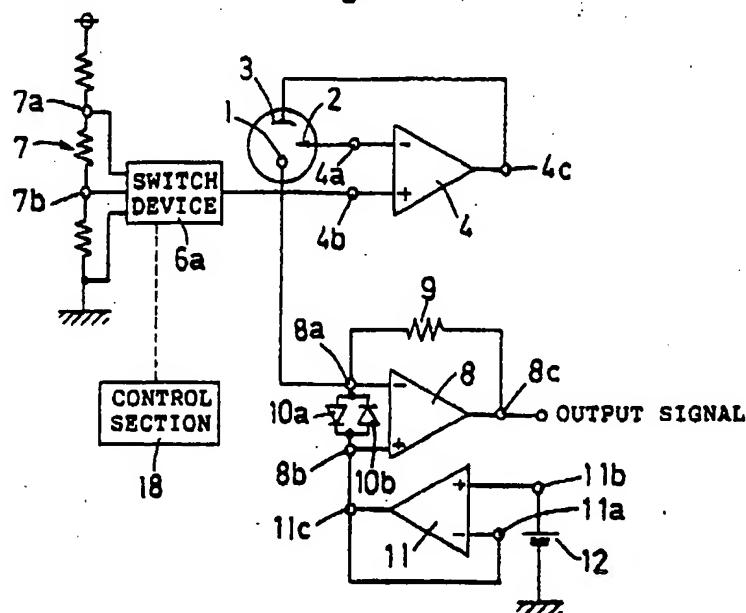 3
2
1
7a
7
7b
SWITCH
DEVICE
6a
4a
4b
-
+
4
4c
9
8a
8
8c
-
+
OUTPUT SIGNAL
CONTROL
SECTION
18
10a
8b
10b
11b
11a
11c
+
-
11
12